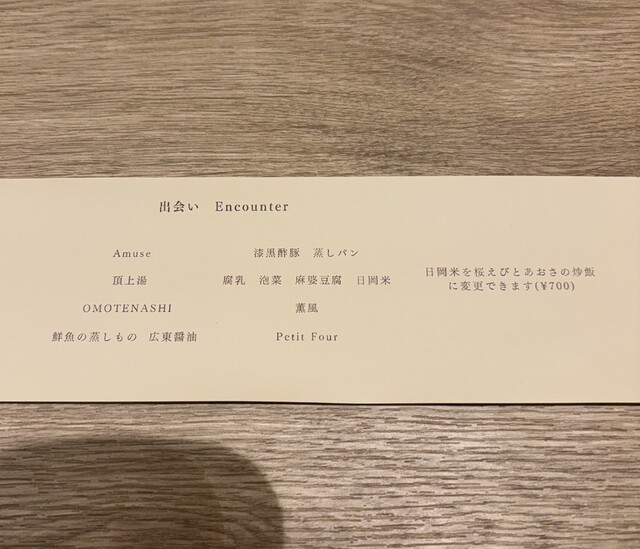 出会い Encounter
Amuse
頂上湯
OMOTENASHI
鮮魚の蒸しもの 広東醤油
漆黒酢豚 蒸しパン
腐乳 泡菜 麻婆豆腐 日岡米
薫風
Petit Four
日岡米を桜えびとあおさの炒飯
に変更できます(¥700)